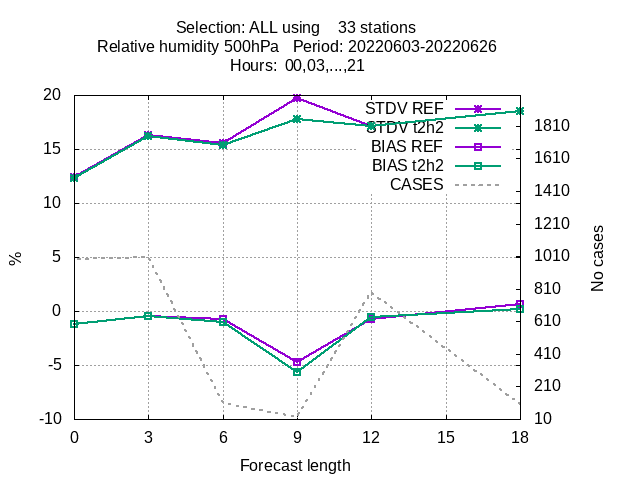 Selection: ALL using    33 stations
Relative humidity 500hPa   Period: 20220603-20220626
Hours:  00,03,...,21
20
15
10
5
0
-5
-10
%
STDV REF
STDV t2h2
BIAS REF
BIAS t2h2
CASES
1810
1610
1410
1210
1010
810
610
410
210
10
No cases
0 3 6 9 12 15 18
Forecast length